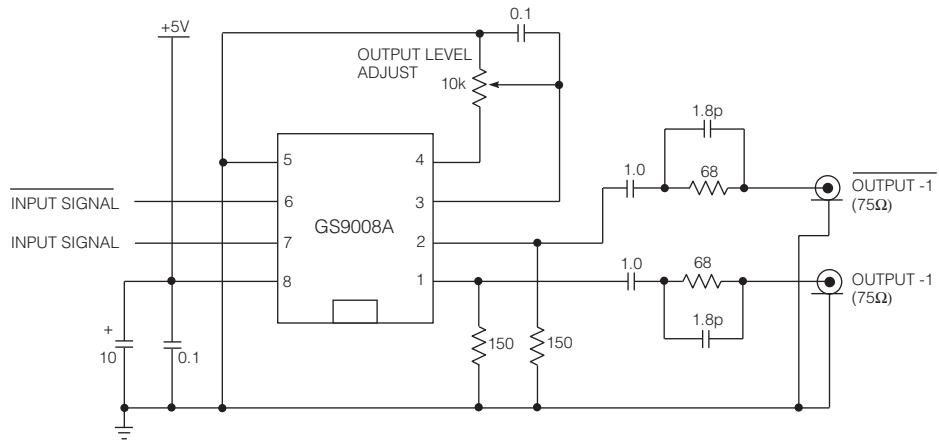 +5V
0.1
OUTPUT LEVEL
ADJUST
10k
1.8p
1.0
68
5
4
INPUT SIGNAL
6
3
OUTPUT -1
(75Ω)
GS9008A
INPUT SIGNAL
7
2
8
1
1.0
68
OUTPUT -1
(75Ω)
1.8p
+
10
0.1
150
150